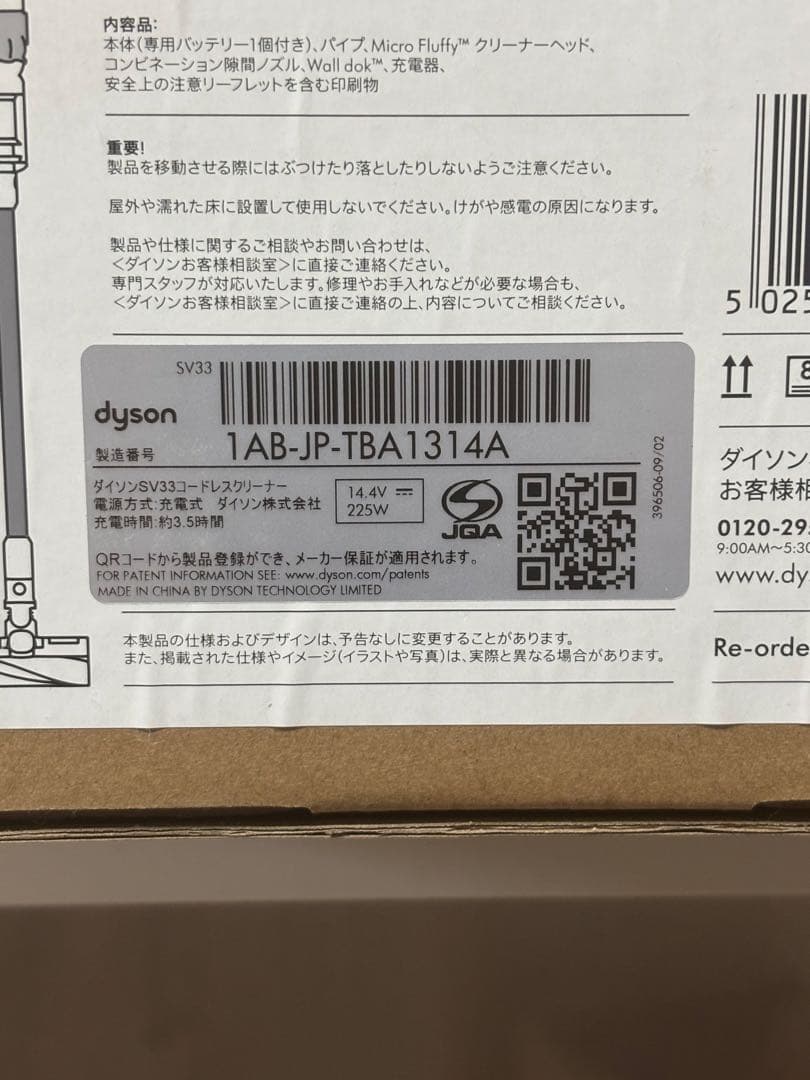 内容品:
本体(専用バッテリー1個付き)、パイプ、Micro Fluffy™ クリーナーヘッド、
コンビネーション隙間ノズル、Wall dok™、充電器、
安全上の注意リーフレットを含む印刷物
重要!
製品を移動させる際にはぶつけたり落としたりしないようご注意ください。
屋外や濡れた床に設置して使用しないでください。けがや感電の原因になります。
製品や仕様に関するご相談やお問い合わせは、
<ダイソンお客様相談室>に直接ご連絡ください。
専門スタッフが対応いたします。修理やお手入れなどが必要な場合も、
<ダイソンお客様相談室>に直接ご連絡の上、内容についてご相談ください。
5 025
SV33
dyson
製造番号
1AB-JP-TBA1314A
ダイソンSV33コードレスクリーナー
電源方式:充電式 ダイソン株式会社
充電時間:約3.5時間
14.4V
225W
S
JQA
396506-09/02
QRコードから製品登録ができ、メーカー保証が適用されます。
FOR PATENT INFORMATION SEE: www.dyson.com/patents
MADE IN CHINA BY DYSON TECHNOLOGY LIMITED
8
ダイソン
お客様相
0120-29
9:00AM〜5:30
www.dy
Re-orde
本製品の仕様およびデザインは、予告なしに変更することがあります。
また、掲載された仕様やイメージ(イラストや写真)は、実際と異なる場合があります。